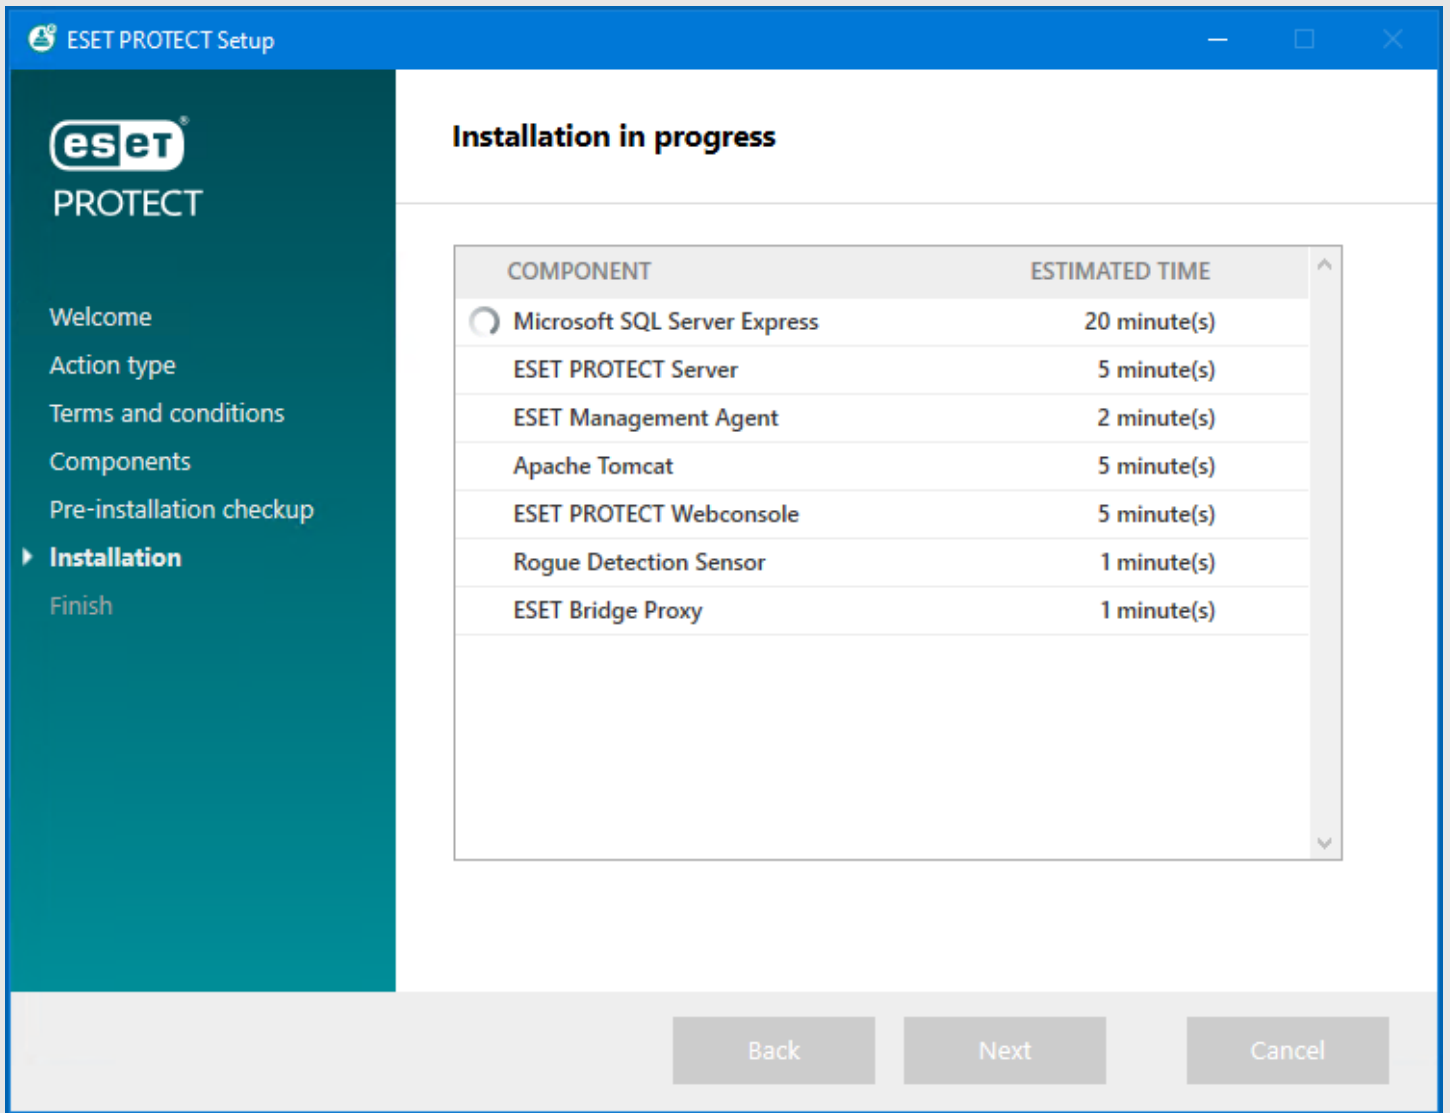 ESET PROTECT Setup
eset®
PROTECT
Welcome
Action type
Terms and conditions
Components
Pre-installation checkup
Installation
Finish
Installation in progress
COMPONENT ESTIMATED TIME
Microsoft SQL Server Express 20 minute(s)
ESET PROTECT Server 5 minute(s)
ESET Management Agent 2 minute(s)
Apache Tomcat 5 minute(s)
ESET PROTECT Webconsole 5 minute(s)
Rogue Detection Sensor 1 minute(s)
ESET Bridge Proxy 1 minute(s)
Back Next Cancel